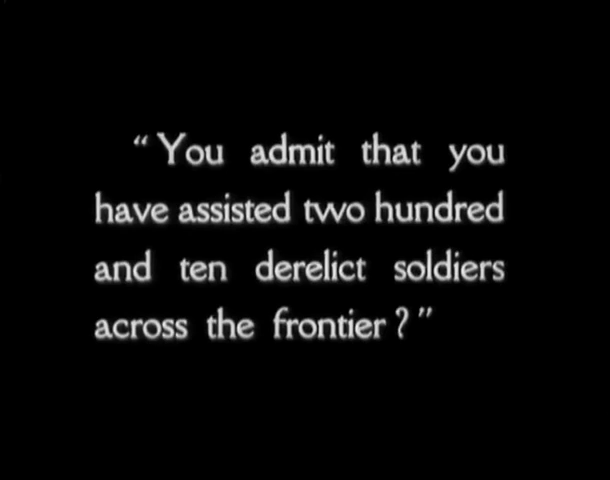 “You admit that you
have assisted two hundred
and ten derelict soldiers
across the frontier?”